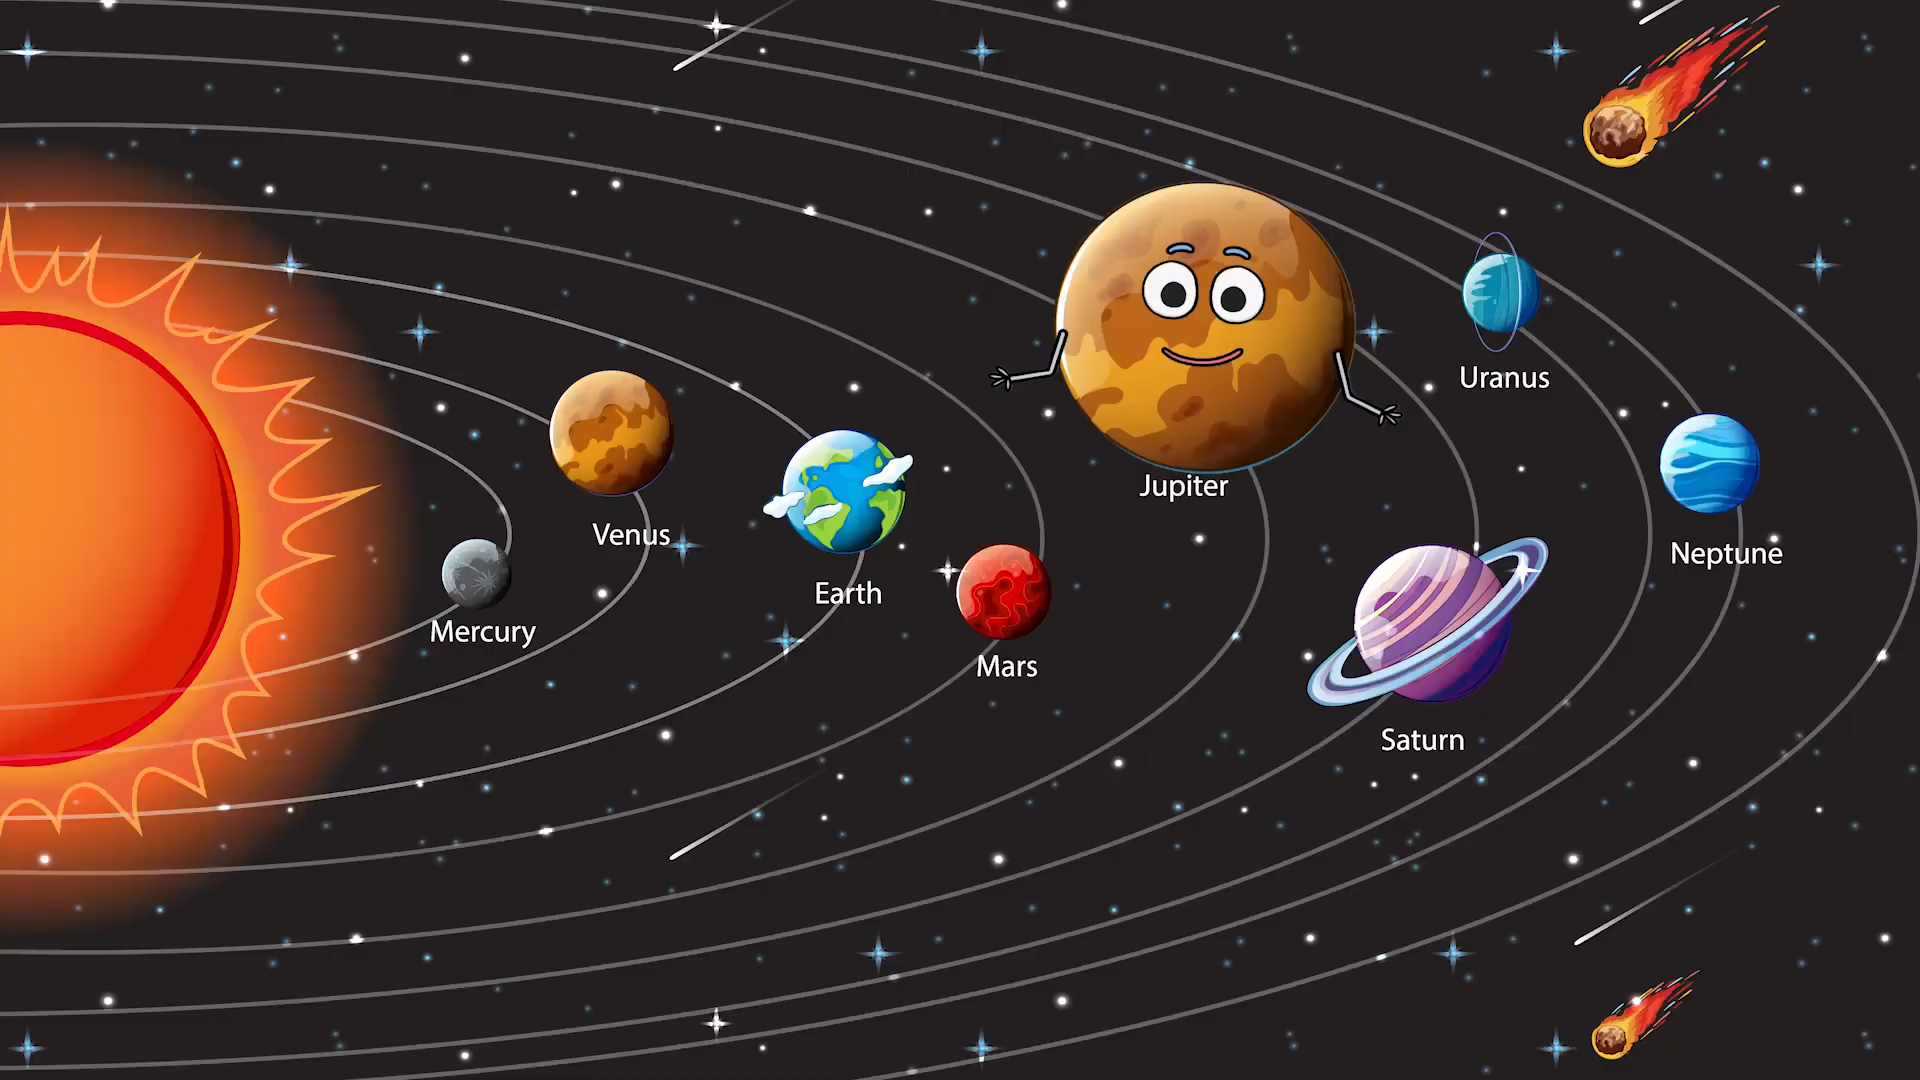 Mercury
Venus
Earth
Mars
Jupiter
Saturn
Uranus
Neptune